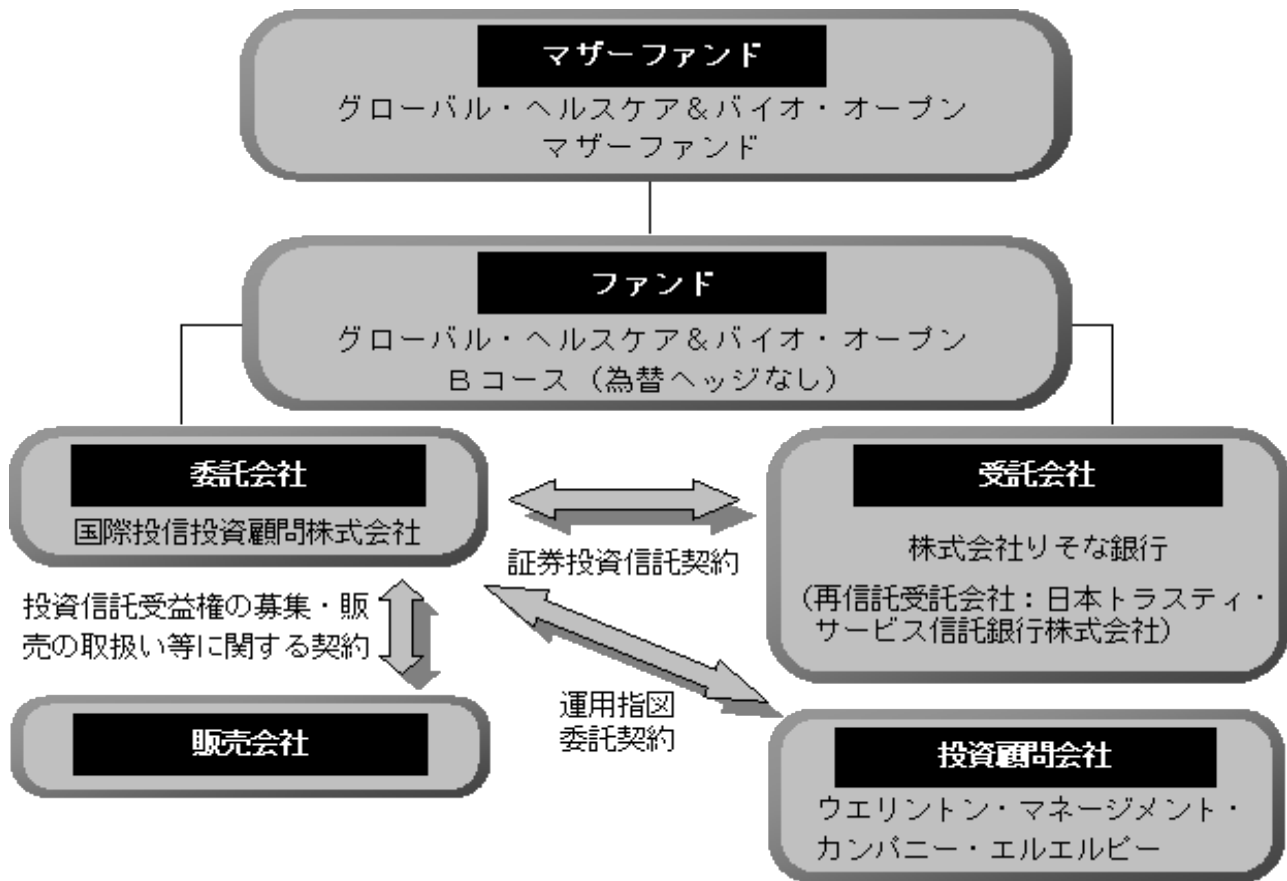 マザーファンド
グローバル・ヘルスケア＆バイオ・オープン
マザーファンド
ファンド
グローバル・ヘルスケア＆バイオ・オープン
Ｂコース（為替ヘッジなし）
委託会社
国際投信投資顧問株式会社
証券投資信託契約
受託会社
株式会社りそな銀行
（再信託受託会社：日本トラスティ・
サービス信託銀行株式会社）
投資信託受益権の募集・販
売の取扱い等に関する契約
運用指図
委託契約
販売会社
投資顧問会社
ウエリントン・マネージメント・
カンパニー・エルエルピー